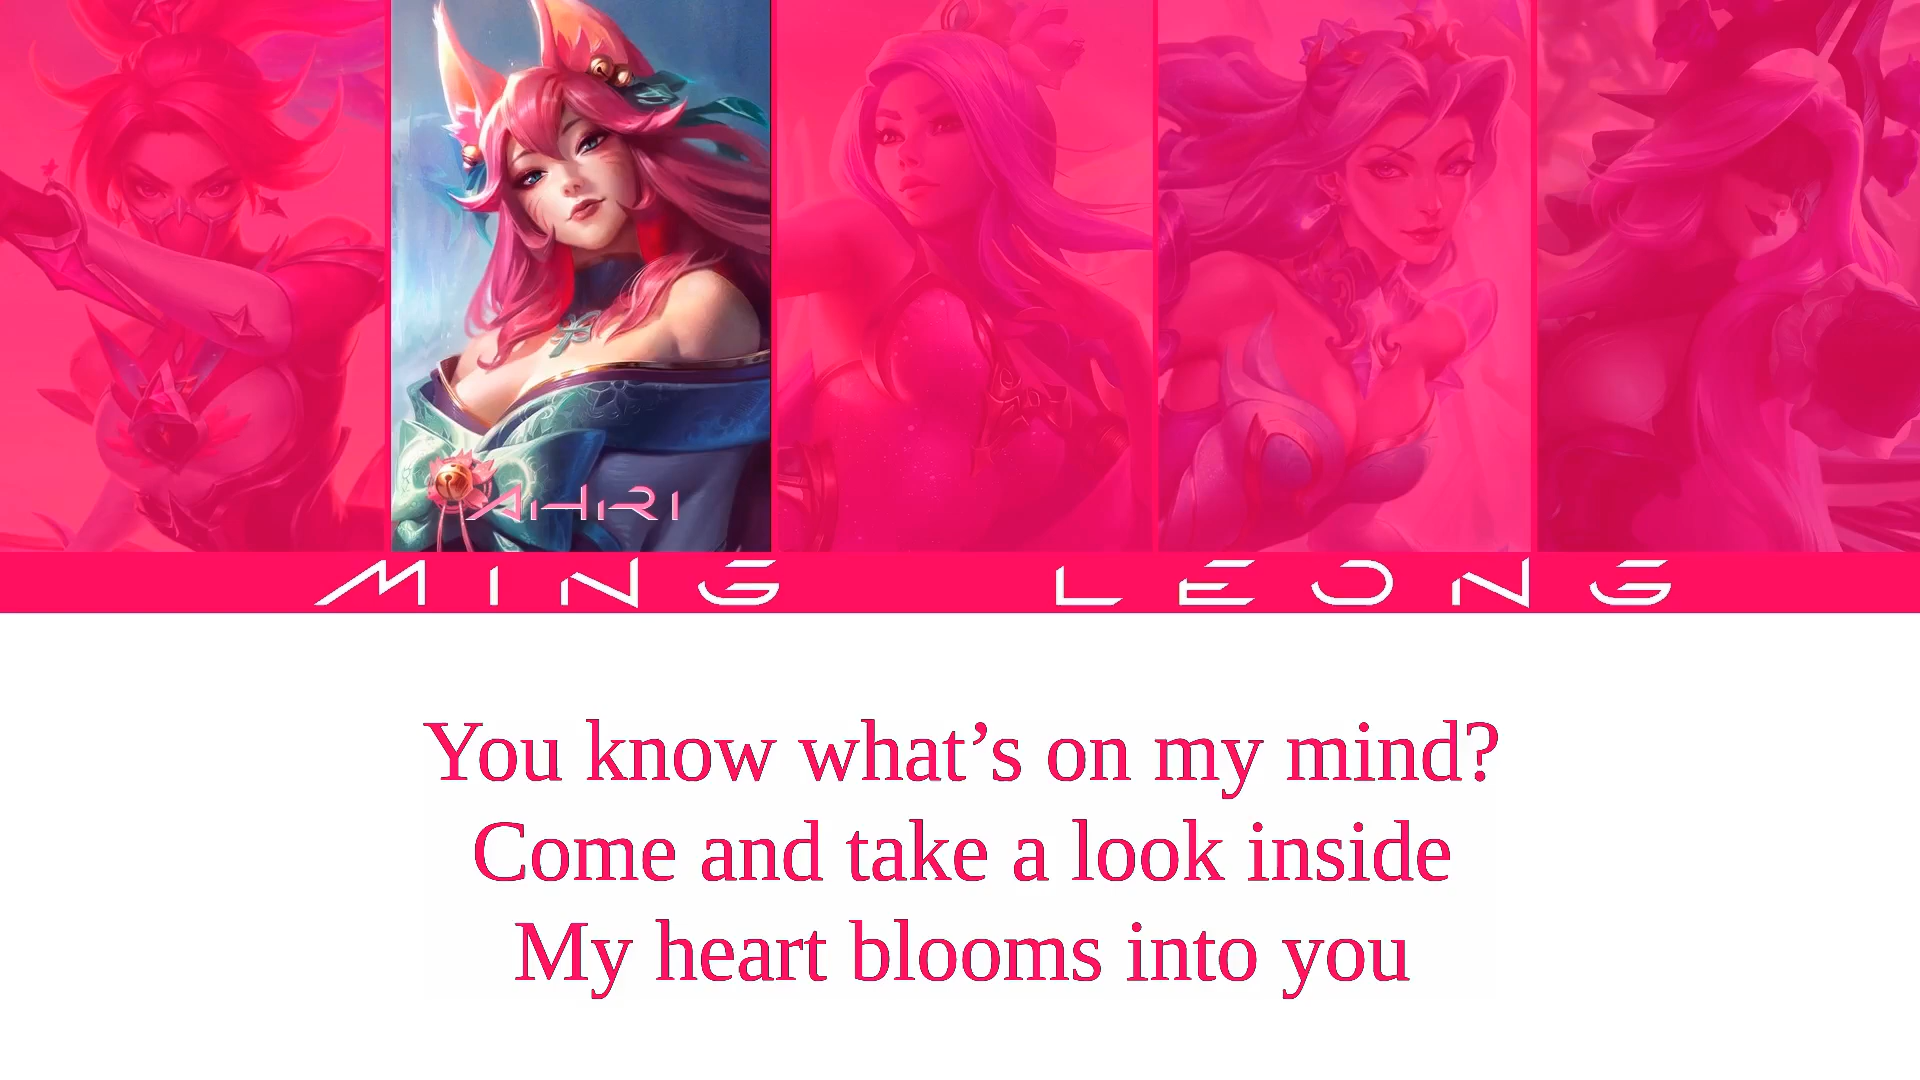 AHRI
MING LEONG
You know what’s on my mind?
Come and take a look inside
My heart blooms into you